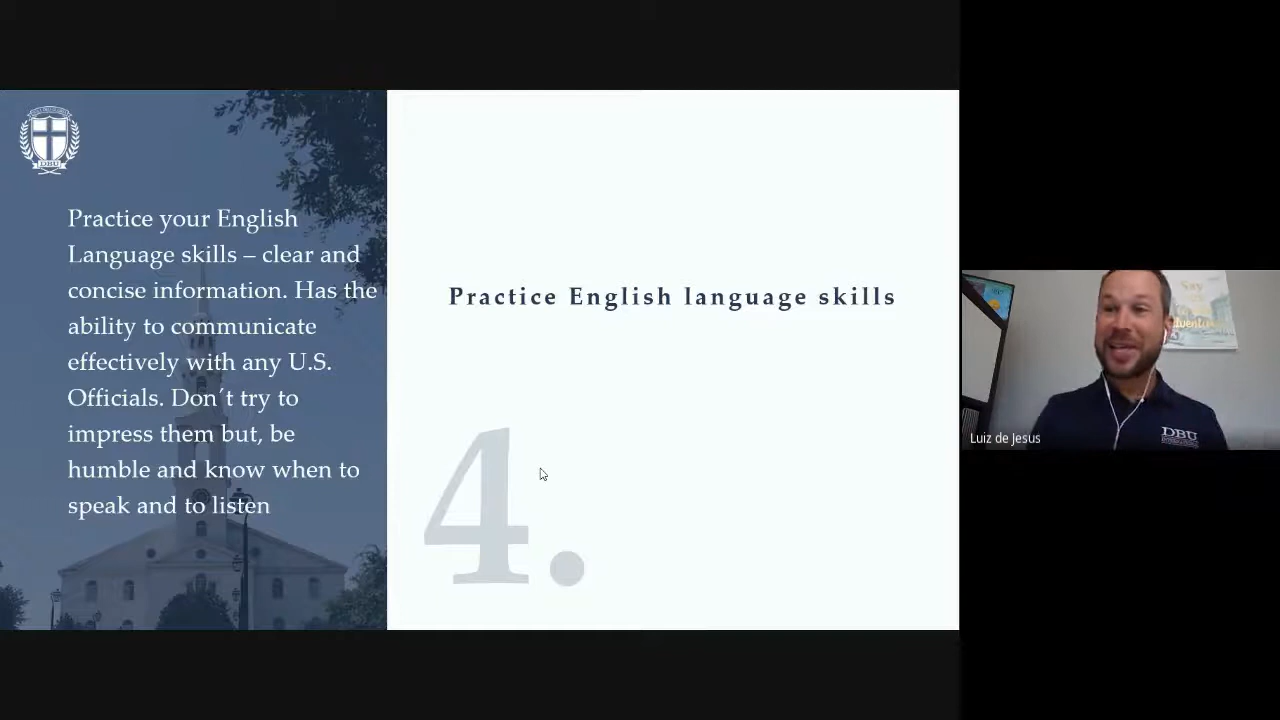 DBU
Practice your English
Language skills – clear and
concise information. Has the
ability to communicate
effectively with any U.S.
Officials. Don't try to
impress them but, be
humble and know when to
speak and to listen
Practice English language skills
4.
Say
DBU
Luiz de Jesus